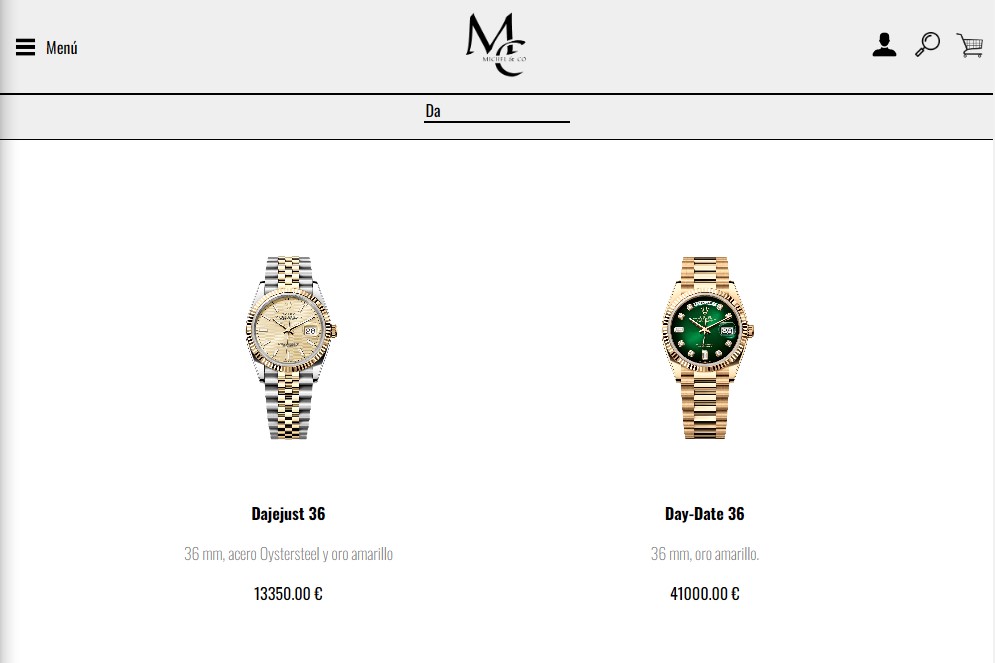 Menú
MC
MICHEL & CO
Da
Dajejust 36
Day-Date 36
36 mm, acero Oystersteel y oro amarillo
36 mm, oro amarillo.
13350.00 €
41000.00 €